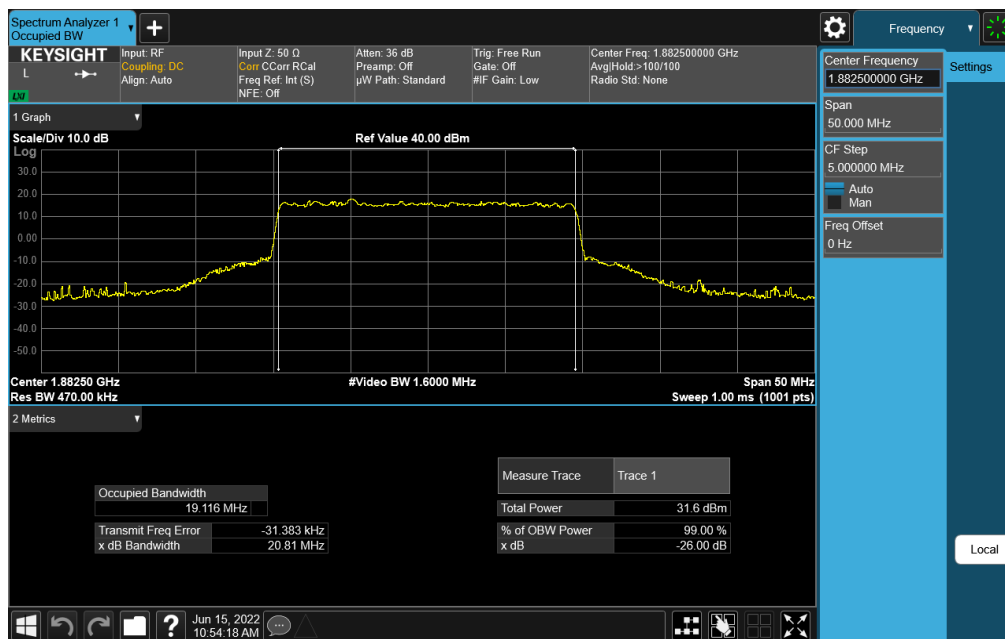 Spectrum Analyzer 1
Occupied BW
Frequency
KEYSIGHT
L
LXI
Input: RF
Coupling: DC
Align: Auto
Input Z: 50 Ω
Corr CCorr RCal
Freq Ref: Int (S)
NFE: Off
Atten: 36 dB
Preamp: Off
µW Path: Standard
Trig: Free Run
Gate: Off
#IF Gain: Low
Center Freq: 1.882500000 GHz
Avg|Hold:>100/100
Radio Std: None
Center Frequency
1.882500000 GHz
Settings
Span
50.000 MHz
CF Step
5.000000 MHz
Auto
Man
Freq Offset
0 Hz
Local
1 Graph
Scale/Div 10.0 dB
Ref Value 40.00 dBm
Log
30.0
20.0
10.0
0.00
-10.0
-20.0
-30.0
-40.0
-50.0
Center 1.88250 GHz
#Video BW 1.6000 MHz
Span 50 MHz
Res BW 470.00 kHz
Sweep 1.00 ms (1001 pts)
2 Metrics
Measure Trace
Trace 1
Occupied Bandwidth
19.116 MHz
Total Power
31.6 dBm
Transmit Freq Error
-31.383 kHz
% of OBW Power
99.00 %
x dB Bandwidth
20.81 MHz
x dB
-26.00 dB
?
Jun 15, 2022
10:54:18 AM